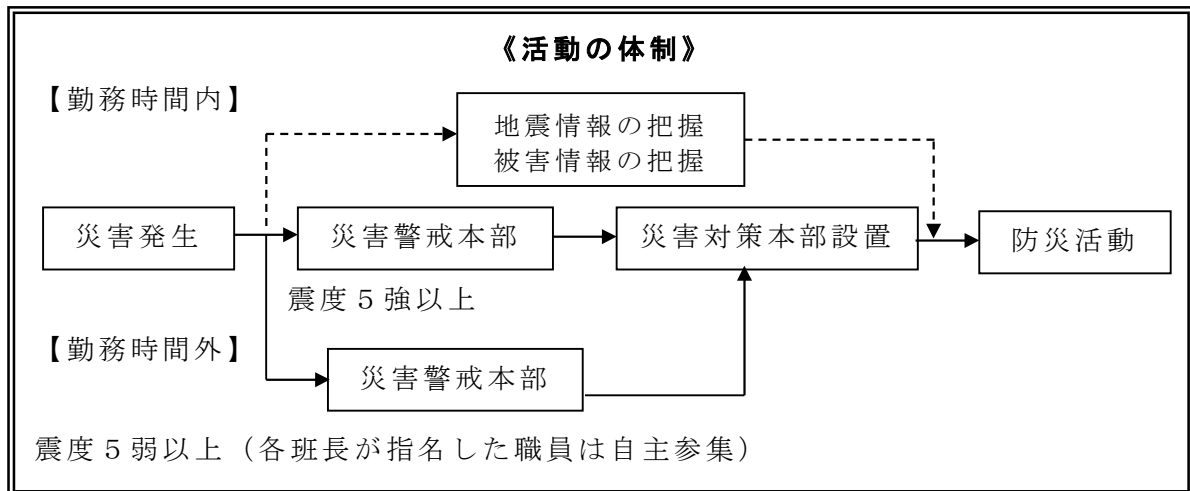 《活動の体制》
【勤務時間内】
地震情報の把握
被害情報の把握
災害発生
災害警戒本部
災害対策本部設置
防災活動
震度５強以上
【勤務時間外】
災害警戒本部
震度５弱以上（各班長が指名した職員は自主参集）